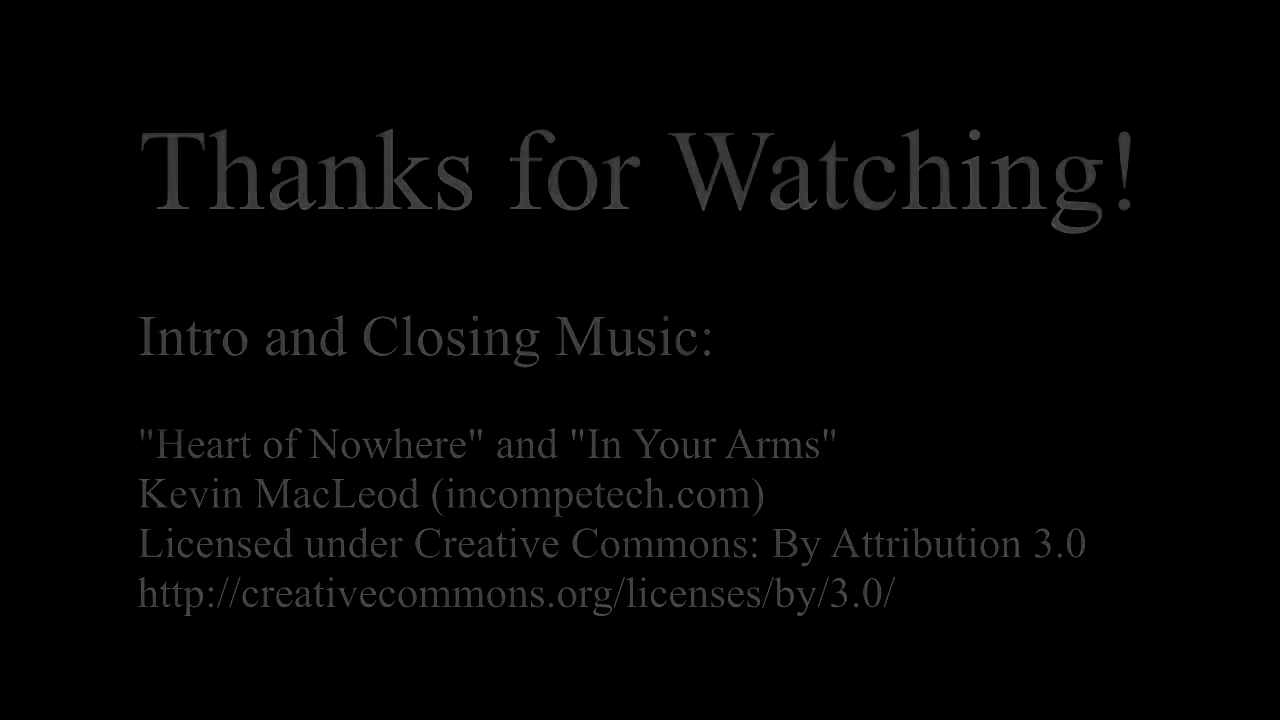 Thanks for Watching!
Intro and Closing Music:
"Heart of Nowhere" and "In Your Arms"
Kevin MacLeod (incompetech.com)
Licensed under Creative Commons: By Attribution 3.0
http://creativecommons.org/licenses/by/3.0/